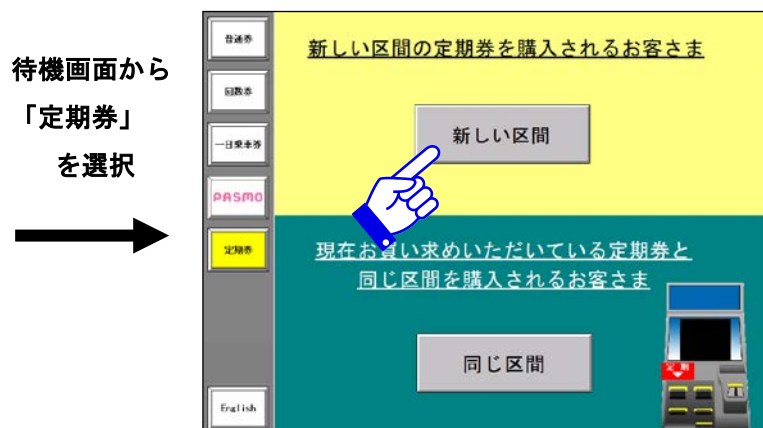 待機画面から
「定期券」
を選択
普通券
回数券
一日乗車券
PASMO
定期券
English
新しい区間の定期券を購入されるお客さま
新しい区間
現在お買い求めいただいている定期券と
同じ区間を購入されるお客さま
同じ区間
定期